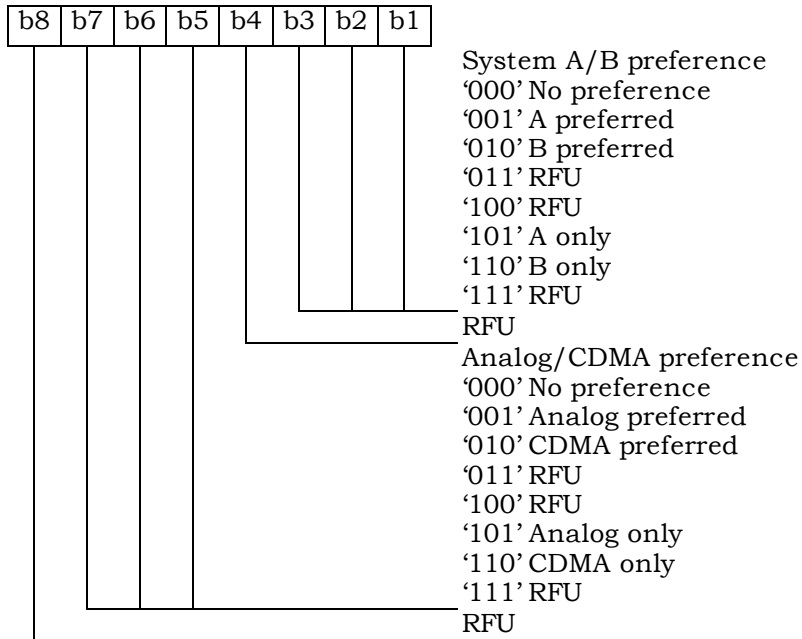 b8 b7 b6 b5 b4 b3 b2 b1
System A/B preference
‘000’ No preference
‘001’ A preferred
‘010’ B preferred
‘011’ RFU
‘100’ RFU
‘101’ A only
‘110’ B only
‘111’ RFU
RFU
Analog/CDMA preference
‘000’ No preference
‘001’ Analog preferred
‘010’ CDMA preferred
‘011’ RFU
‘100’ RFU
‘101’ Analog only
‘110’ CDMA only
‘111’ RFU
RFU